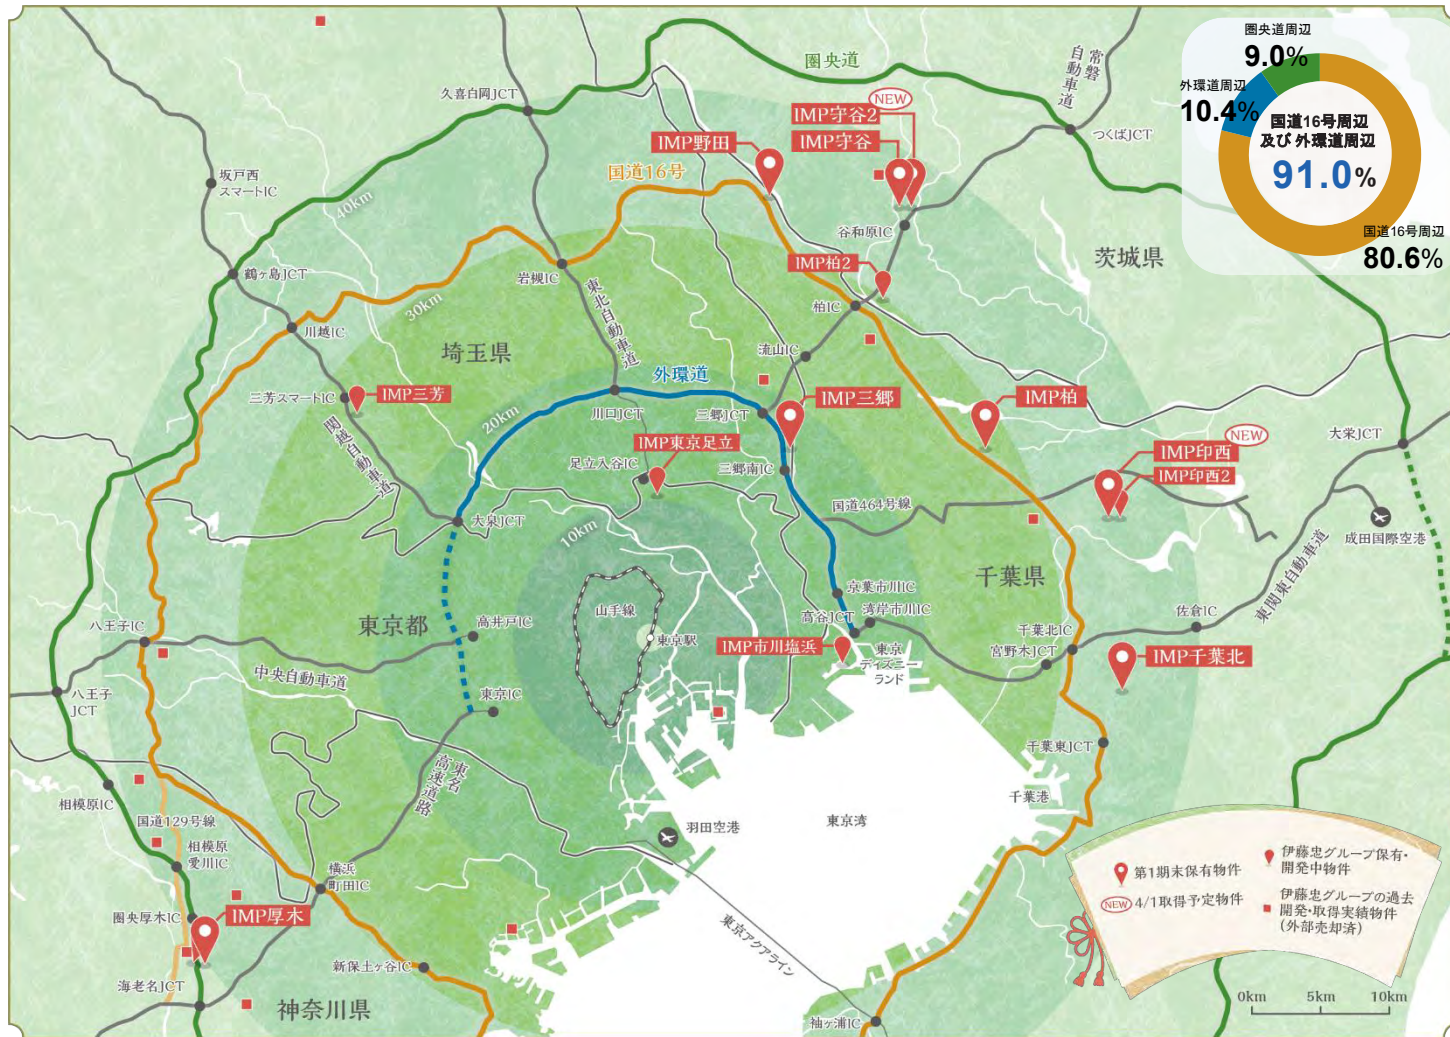 圏央道周辺
9.0%
外環道周辺
10.4%
国道16号周辺
及び 外環道周辺
91.0%
国道16号周辺
80.6%
圏央道
常磐自動車道
久喜白岡JCT
つくばJCT
NEW
IMP守谷2
IMP守谷
IMP野田
国道16号
坂戸西
スマートIC
40km
谷和原IC
茨城県
IMP柏2
鶴ヶ島JCT
岩槻IC
東北自動車道
30km
柏IC
川越IC
埼玉県
流山IC
外環道
三芳スマートIC
IMP三芳
川口JCT
三郷JCT
IMP三郷
IMP柏
20km
関越自動車道
IMP東京足立
足立入谷IC
三郷南IC
NEW
大栄JCT
IMP印西
IMP印西2
国道464号線
大泉JCT
10km
成田国際空港
千葉県
東関東自動車道
京葉市川IC
湾岸市川IC
高谷JCT
山手線
東京駅
東京都
高井戸IC
八王子IC
佐倉IC
千葉北IC
宮野木JCT
IMP市川塩浜
東京
ディズニー
ランド
IMP千葉北
中央自動車道
八王子
JCT
東京IC
千葉東JCT
東名
高速道路
相模原IC
千葉港
国道129号線
羽田空港
東京湾
相模原
愛川IC
横浜
町田IC
圏央厚木IC
IMP厚木
東京アクアライン
新保土ヶ谷IC
海老名JCT
神奈川県
袖ヶ浦IC
第1期末保有物件
NEW 4/1取得予定物件
伊藤忠グループ保有・
開発中物件
伊藤忠グループの過去
開発・取得実績物件
(外部売却済)
0km 5km 10km